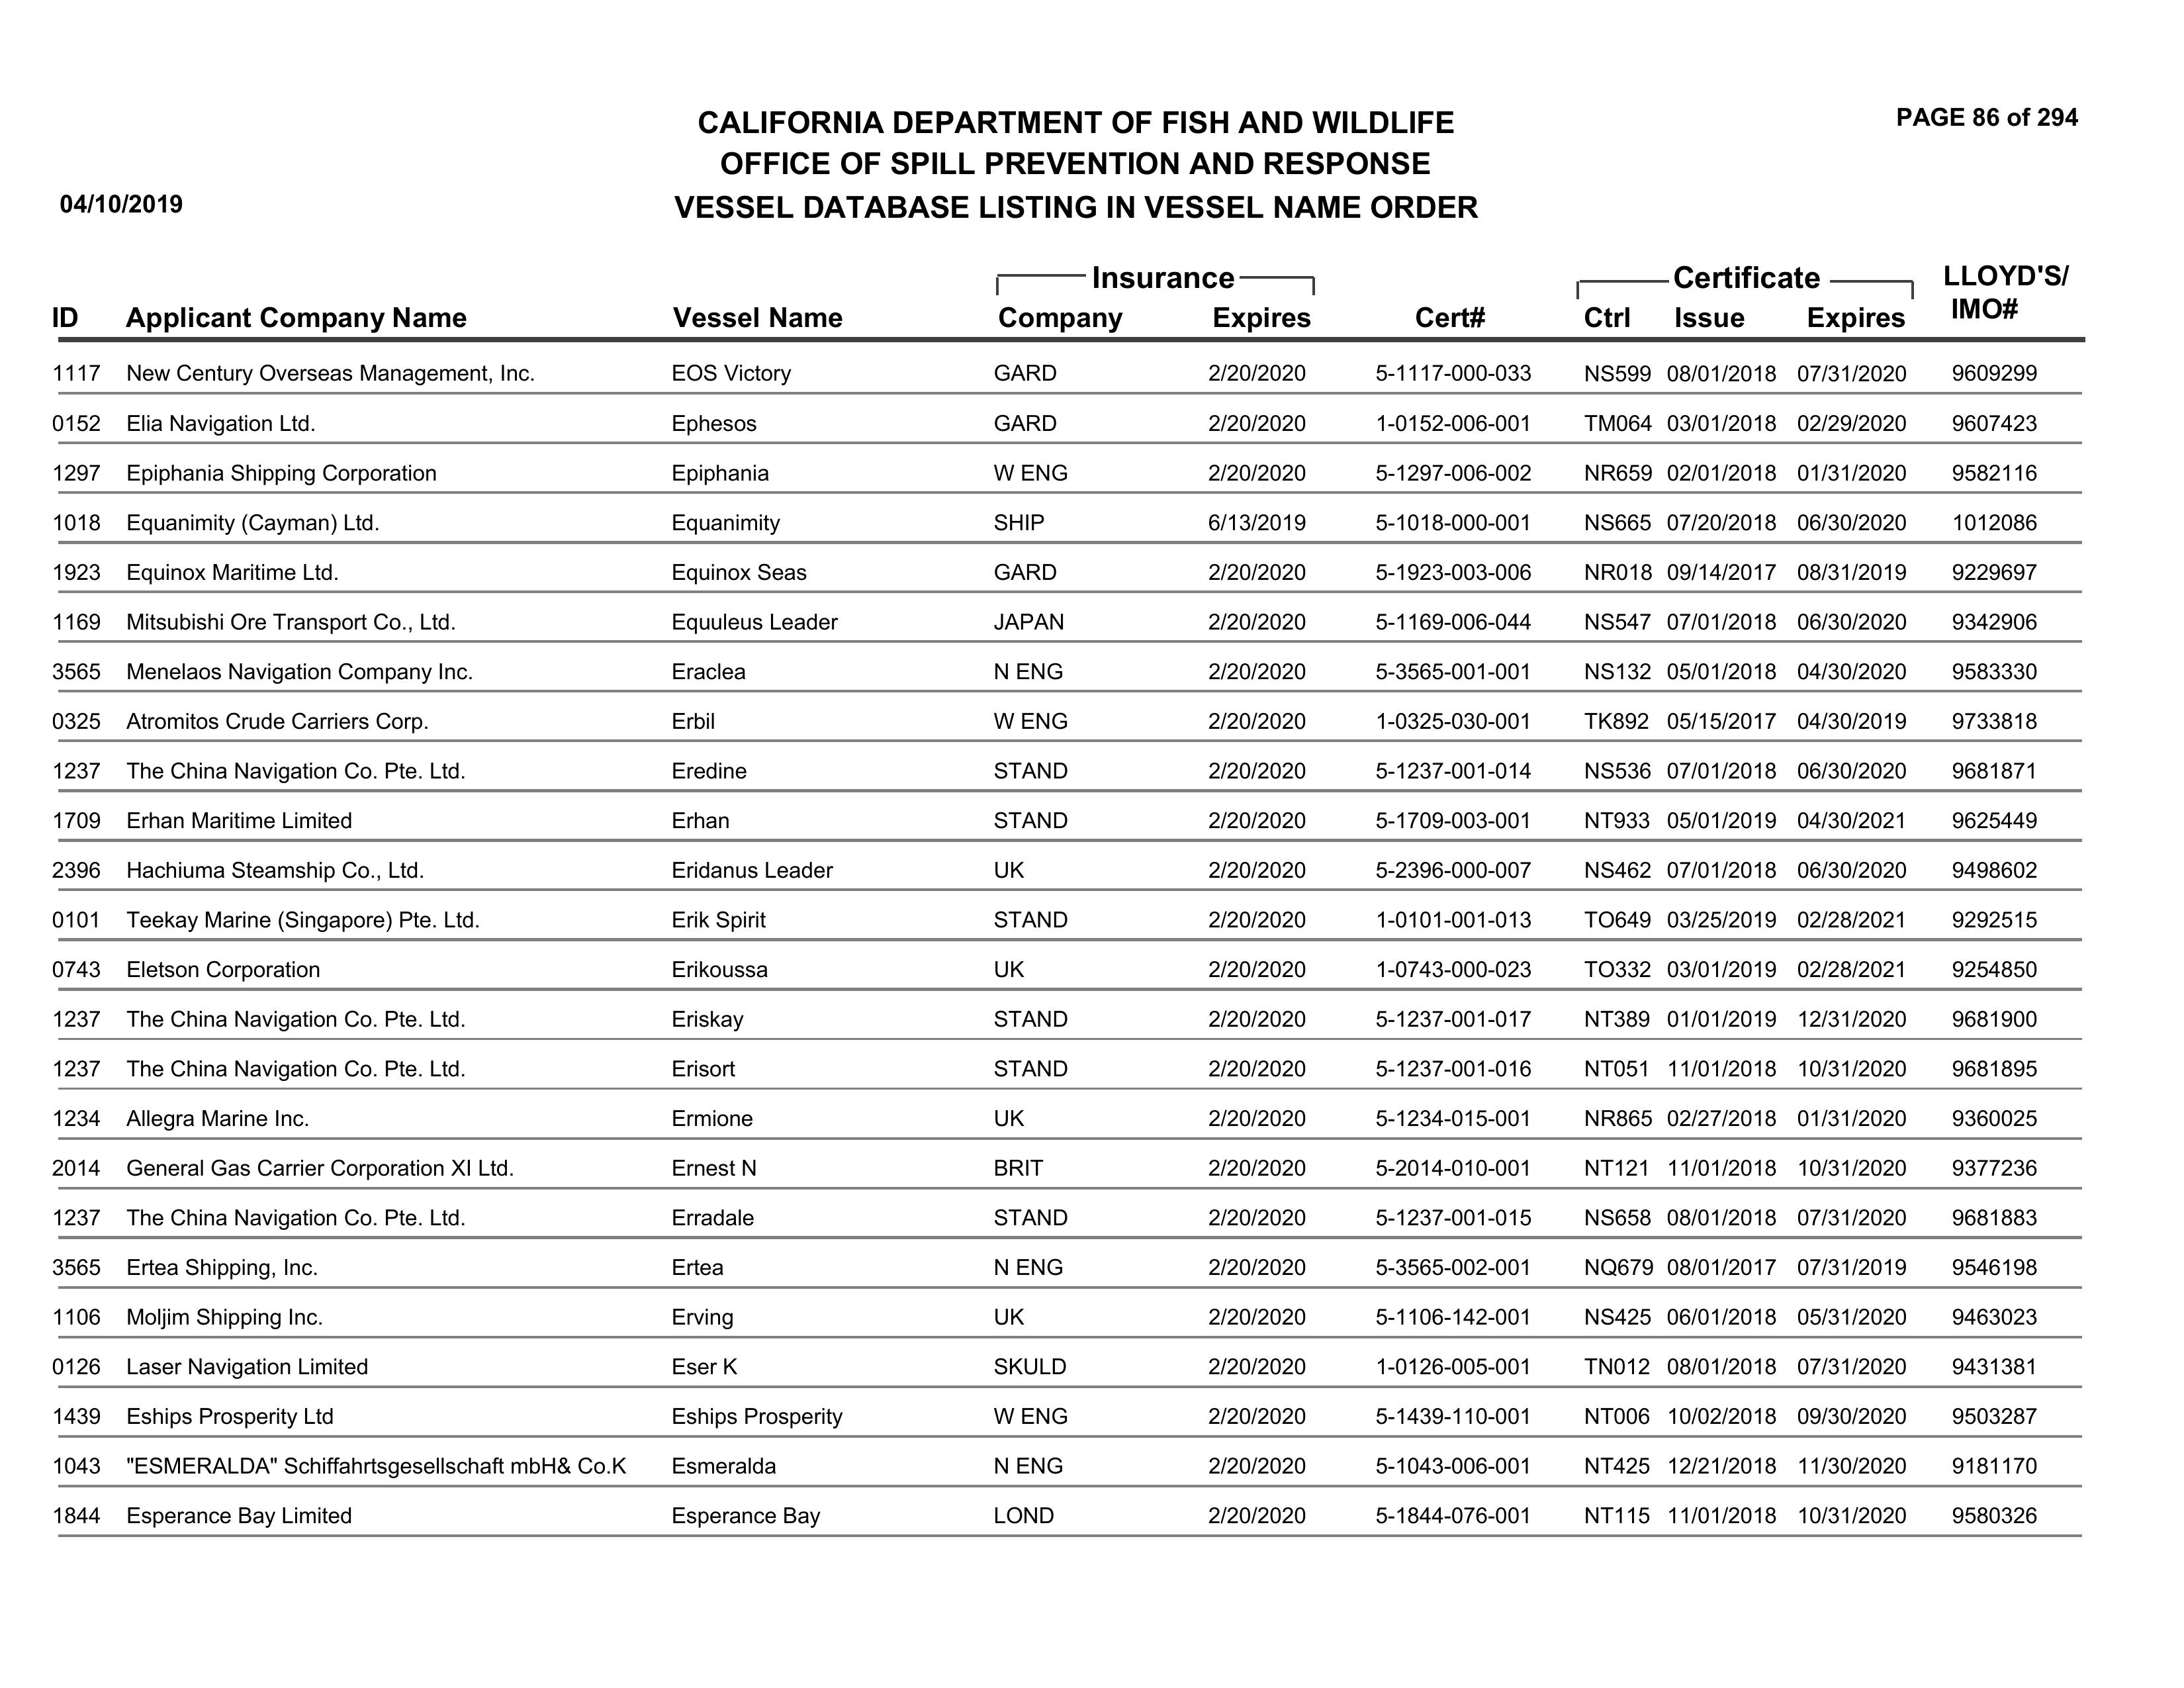 CALIFORNIA DEPARTMENT OF FISH AND WILDLIFE
PAGE 86 of 294
OFFICE OF SPILL PREVENTION AND RESPONSE
04/10/2019
VESSEL DATABASE LISTING IN VESSEL NAME ORDER
Insurance Certificate LLOYD'S/
ID Applicant Company Name Vessel Name Company Expires Cert# Ctrl Issue Expires IMO#
1117 New Century Overseas Management, Inc. EOS Victory GARD 2/20/2020 5-1117-000-033 NS599 08/01/2018 07/31/2020 9609299
0152 Elia Navigation Ltd. Ephesos GARD 2/20/2020 1-0152-006-001 TM064 03/01/2018 02/29/2020 9607423
1297 Epiphania Shipping Corporation Epiphania W ENG 2/20/2020 5-1297-006-002 NR659 02/01/2018 01/31/2020 9582116
1018 Equanimity (Cayman) Ltd. Equanimity SHIP 6/13/2019 5-1018-000-001 NS665 07/20/2018 06/30/2020 1012086
1923 Equinox Maritime Ltd. Equinox Seas GARD 2/20/2020 5-1923-003-006 NR018 09/14/2017 08/31/2019 9229697
1169 Mitsubishi Ore Transport Co., Ltd. Equuleus Leader JAPAN 2/20/2020 5-1169-006-044 NS547 07/01/2018 06/30/2020 9342906
3565 Menelaos Navigation Company Inc. Eraclea N ENG 2/20/2020 5-3565-001-001 NS132 05/01/2018 04/30/2020 9583330
0325 Atromitos Crude Carriers Corp. Erbil W ENG 2/20/2020 1-0325-030-001 TK892 05/15/2017 04/30/2019 9733818
1237 The China Navigation Co. Pte. Ltd. Eredine STAND 2/20/2020 5-1237-001-014 NS536 07/01/2018 06/30/2020 9681871
1709 Erhan Maritime Limited Erhan STAND 2/20/2020 5-1709-003-001 NT933 05/01/2019 04/30/2021 9625449
2396 Hachiuma Steamship Co., Ltd. Eridanus Leader UK 2/20/2020 5-2396-000-007 NS462 07/01/2018 06/30/2020 9498602
0101 Teekay Marine (Singapore) Pte. Ltd. Erik Spirit STAND 2/20/2020 1-0101-001-013 TO649 03/25/2019 02/28/2021 9292515
0743 Eletson Corporation Erikoussa UK 2/20/2020 1-0743-000-023 TO332 03/01/2019 02/28/2021 9254850
1237 The China Navigation Co. Pte. Ltd. Eriskay STAND 2/20/2020 5-1237-001-017 NT389 01/01/2019 12/31/2020 9681900
1237 The China Navigation Co. Pte. Ltd. Erisort STAND 2/20/2020 5-1237-001-016 NT051 11/01/2018 10/31/2020 9681895
1234 Allegra Marine Inc. Ermione UK 2/20/2020 5-1234-015-001 NR865 02/27/2018 01/31/2020 9360025
2014 General Gas Carrier Corporation XI Ltd. Ernest N BRIT 2/20/2020 5-2014-010-001 NT121 11/01/2018 10/31/2020 9377236
1237 The China Navigation Co. Pte. Ltd. Erradale STAND 2/20/2020 5-1237-001-015 NS658 08/01/2018 07/31/2020 9681883
3565 Ertea Shipping, Inc. Ertea N ENG 2/20/2020 5-3565-002-001 NQ679 08/01/2017 07/31/2019 9546198
1106 Moljim Shipping Inc. Erving UK 2/20/2020 5-1106-142-001 NS425 06/01/2018 05/31/2020 9463023
0126 Laser Navigation Limited Eser K SKULD 2/20/2020 1-0126-005-001 TN012 08/01/2018 07/31/2020 9431381
1439 Eships Prosperity Ltd Eships Prosperity W ENG 2/20/2020 5-1439-110-001 NT006 10/02/2018 09/30/2020 9503287
1043 "ESMERALDA" Schiffahrtsgesellschaft mbH& Co.K Esmeralda N ENG 2/20/2020 5-1043-006-001 NT425 12/21/2018 11/30/2020 9181170
1844 Esperance Bay Limited Esperance Bay LOND 2/20/2020 5-1844-076-001 NT115 11/01/2018 10/31/2020 9580326